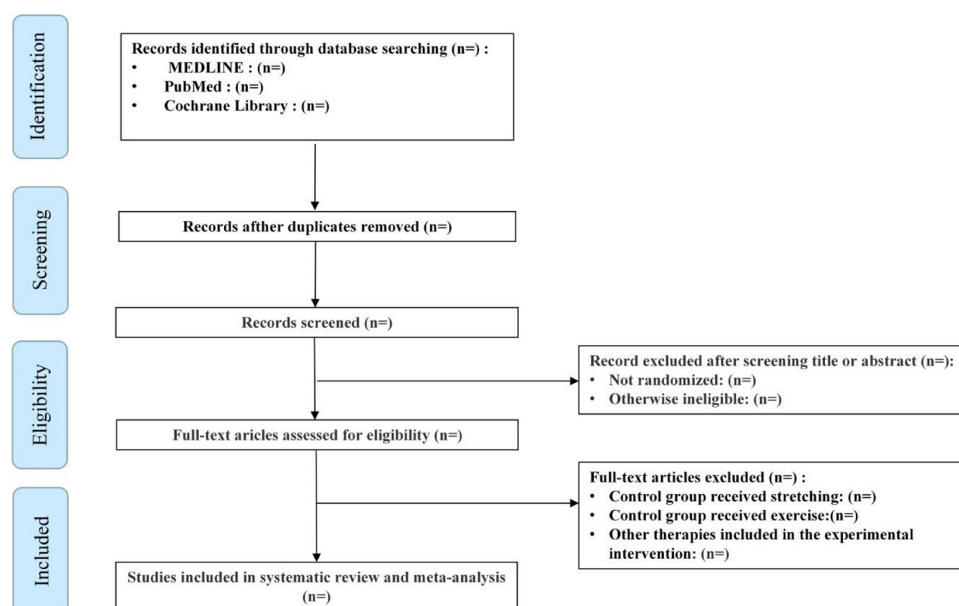 Identification
Records identified through database searching (n=) :
• MEDLINE : (n=)
• PubMed : (n=)
• Cochrane Library : (n=)
Screening
Records afther duplicates removed (n=)
Records screened (n=)
Eligibility
Record excluded after screening title or abstract (n=):
• Not randomized: (n=)
• Otherwise ineligible: (n=)
Full-text aricles assessed for eligibility (n=)
Included
Full-text articles excluded (n=) :
• Control group received stretching: (n=)
• Control group received exercise:(n=)
• Other therapies included in the experimental
intervention: (n=)
Studies included in systematic review and meta-analysis
(n=)